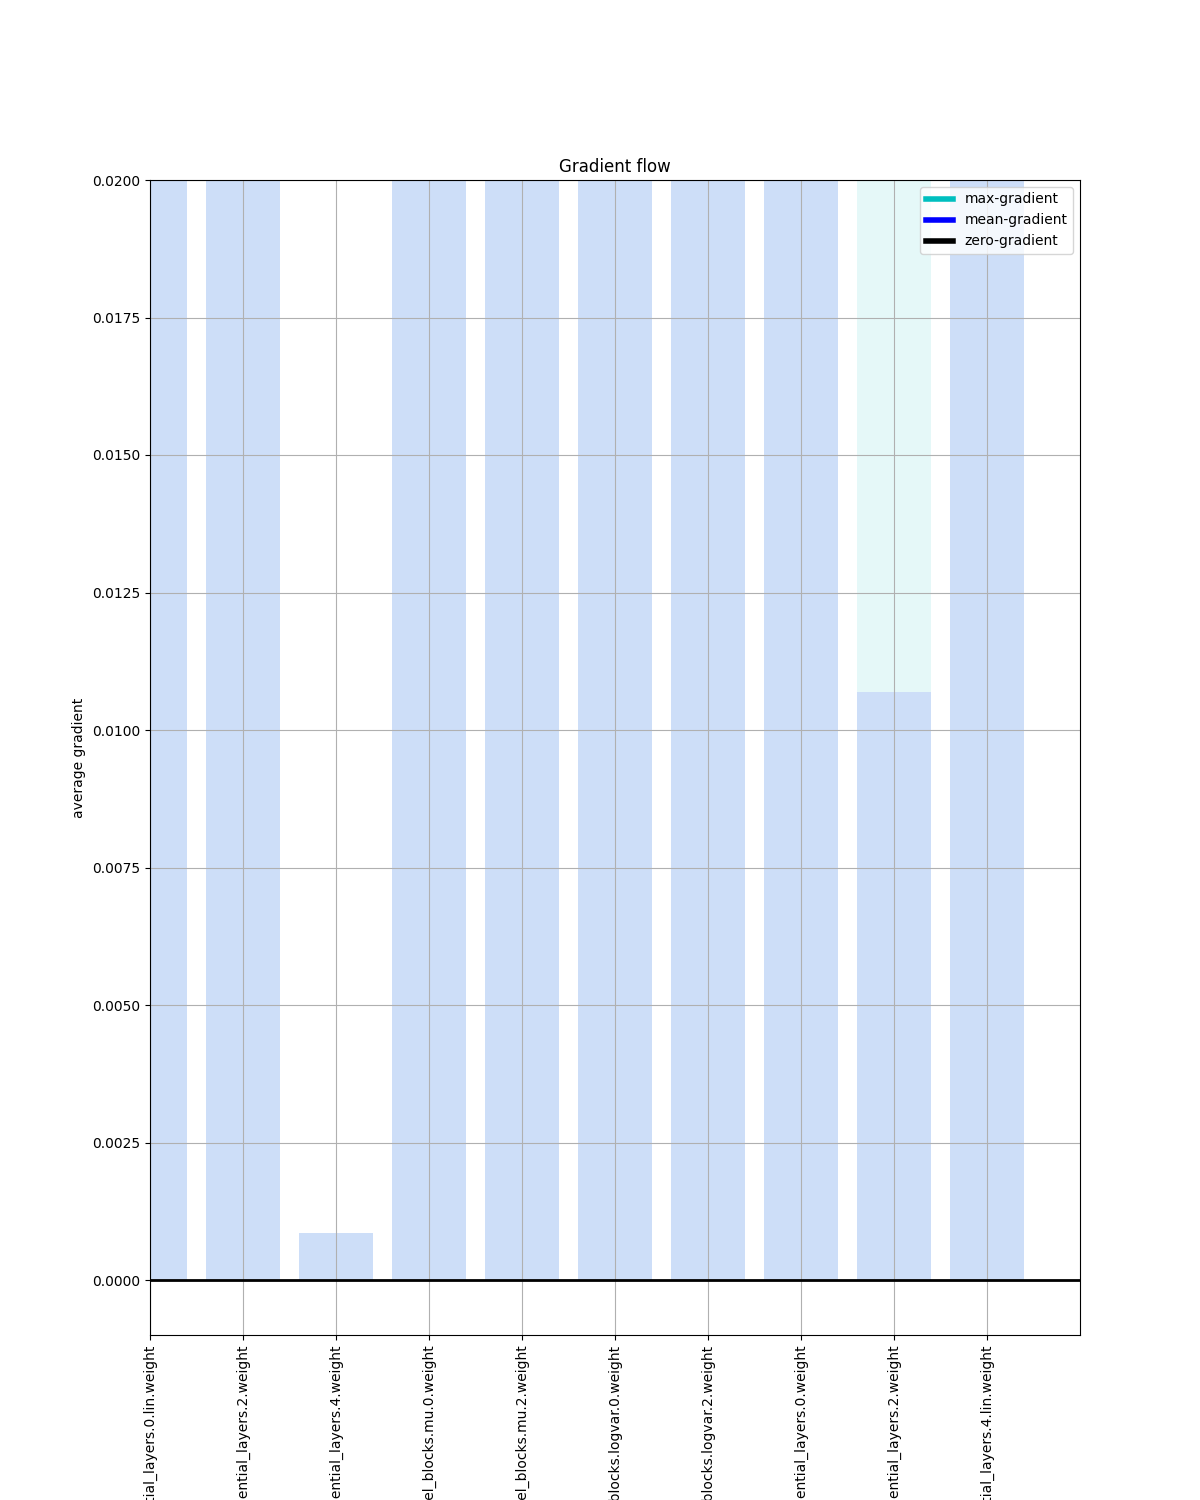 Gradient flow
max-gradient
mean-gradient
zero-gradient
average gradient
0.0200
0.0175
0.0150
0.0125
0.0100
0.0075
0.0050
0.0025
0.0000
tial_layers.0.lin.weight
ential_layers.2.weight
ential_layers.4.weight
el_blocks.mu.0.weight
el_blocks.mu.2.weight
blocks.logvar.0.weight
blocks.logvar.2.weight
ential_layers.0.weight
ential_layers.2.weight
tial_layers.4.lin.weight